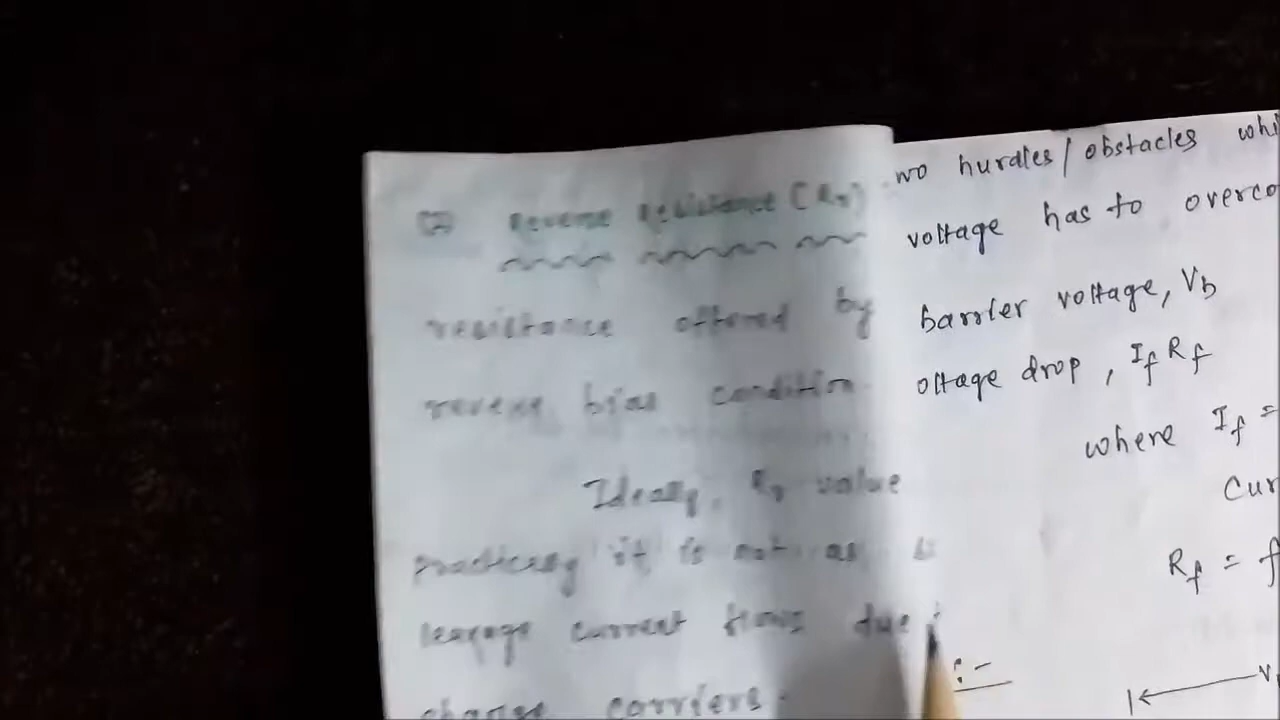 (2) Reverse Resistance (Rr)
resistance offered by
reverse bias condition.
Ideally, Rr value
Practically it is not as
leakage current flows due
charge carriers.
wo hurdles/obstacles whi
voltage has to overco
barrier voltage, Vb
oltage drop, If Rf
where If =
Cur
Rf = f
:-
V